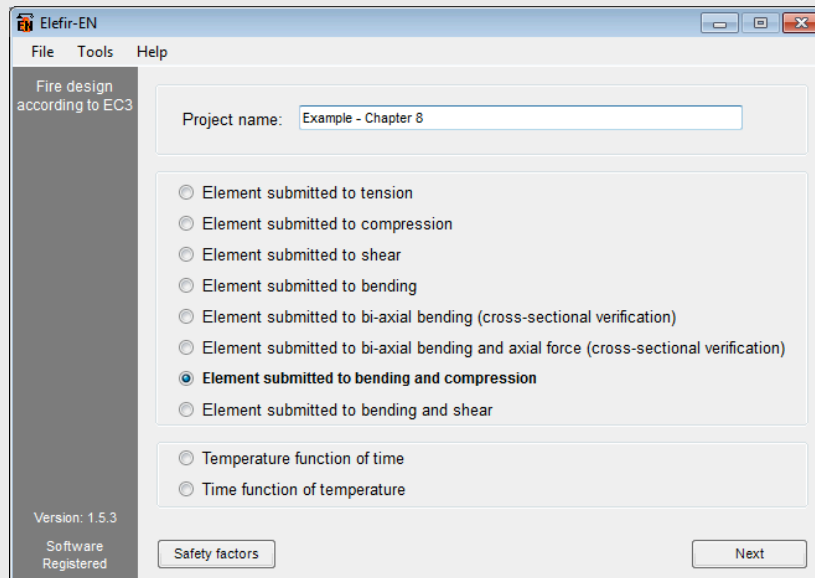 EN Elefir-EN
File Tools Help
Fire design
according to EC3
Project name: Example - Chapter 8
Element submitted to tension
Element submitted to compression
Element submitted to shear
Element submitted to bending
Element submitted to bi-axial bending (cross-sectional verification)
Element submitted to bi-axial bending and axial force (cross-sectional verification)
Element submitted to bending and compression
Element submitted to bending and shear
Temperature function of time
Time function of temperature
Version: 1.5.3
Software
Registered
Safety factors Next